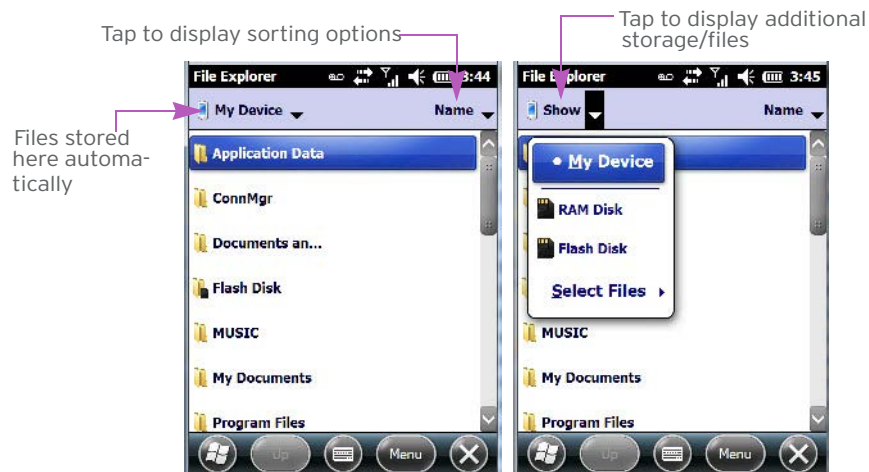 Tap to display sorting options
Tap to display additional
storage/files
Files stored
here automa-
tically
File Explorer 3:44
My Device Name
Application Data
ConnMgr
Documents an...
Flash Disk
MUSIC
My Documents
Program Files
Up Menu
File Explorer 3:45
Show Name
My Device
RAM Disk
Flash Disk
Select Files
MUSIC
My Documents
Program Files
Up Menu